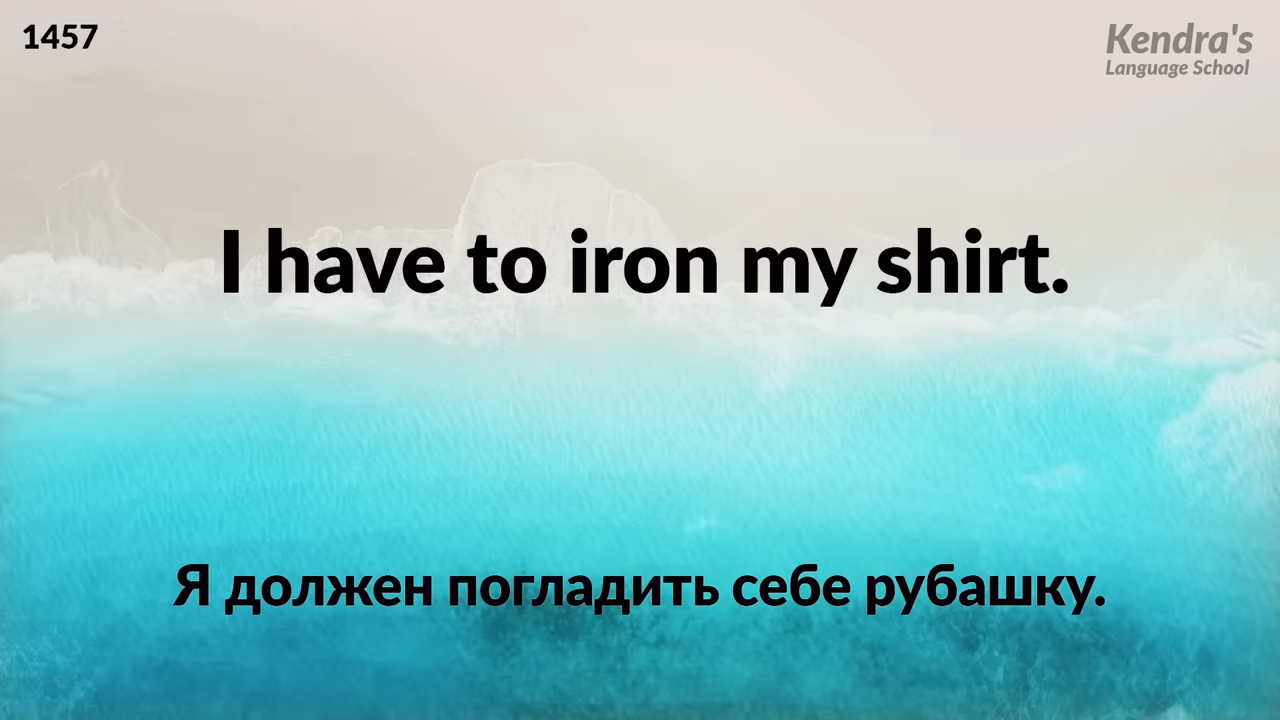 1457
Kendra's
Language School
I have to iron my shirt.
Я должен погладить себе рубашку.